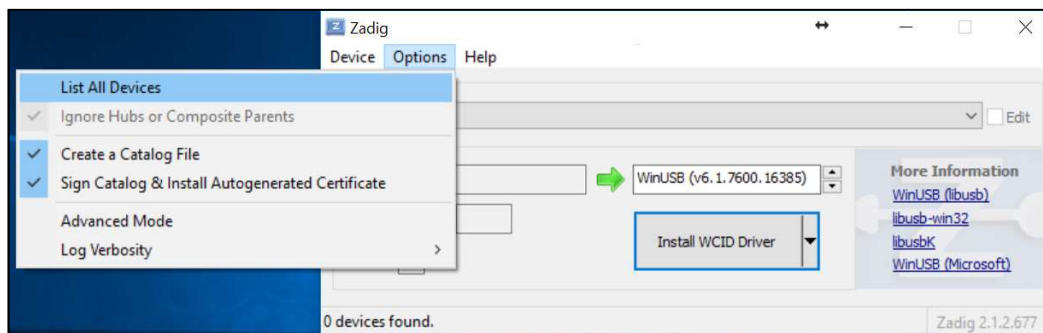 Zadig
Device Options Help
List All Devices
Ignore Hubs or Composite Parents
Create a Catalog File
Sign Catalog & Install Autogenerated Certificate
Advanced Mode
Log Verbosity
Edit
WinUSB (v6.1.7600.16385)
Install WCID Driver
More Information
WinUSB (libusb)
libusb-win32
libusbK
WinUSB (Microsoft)
0 devices found.
Zadig 2.1.2.677